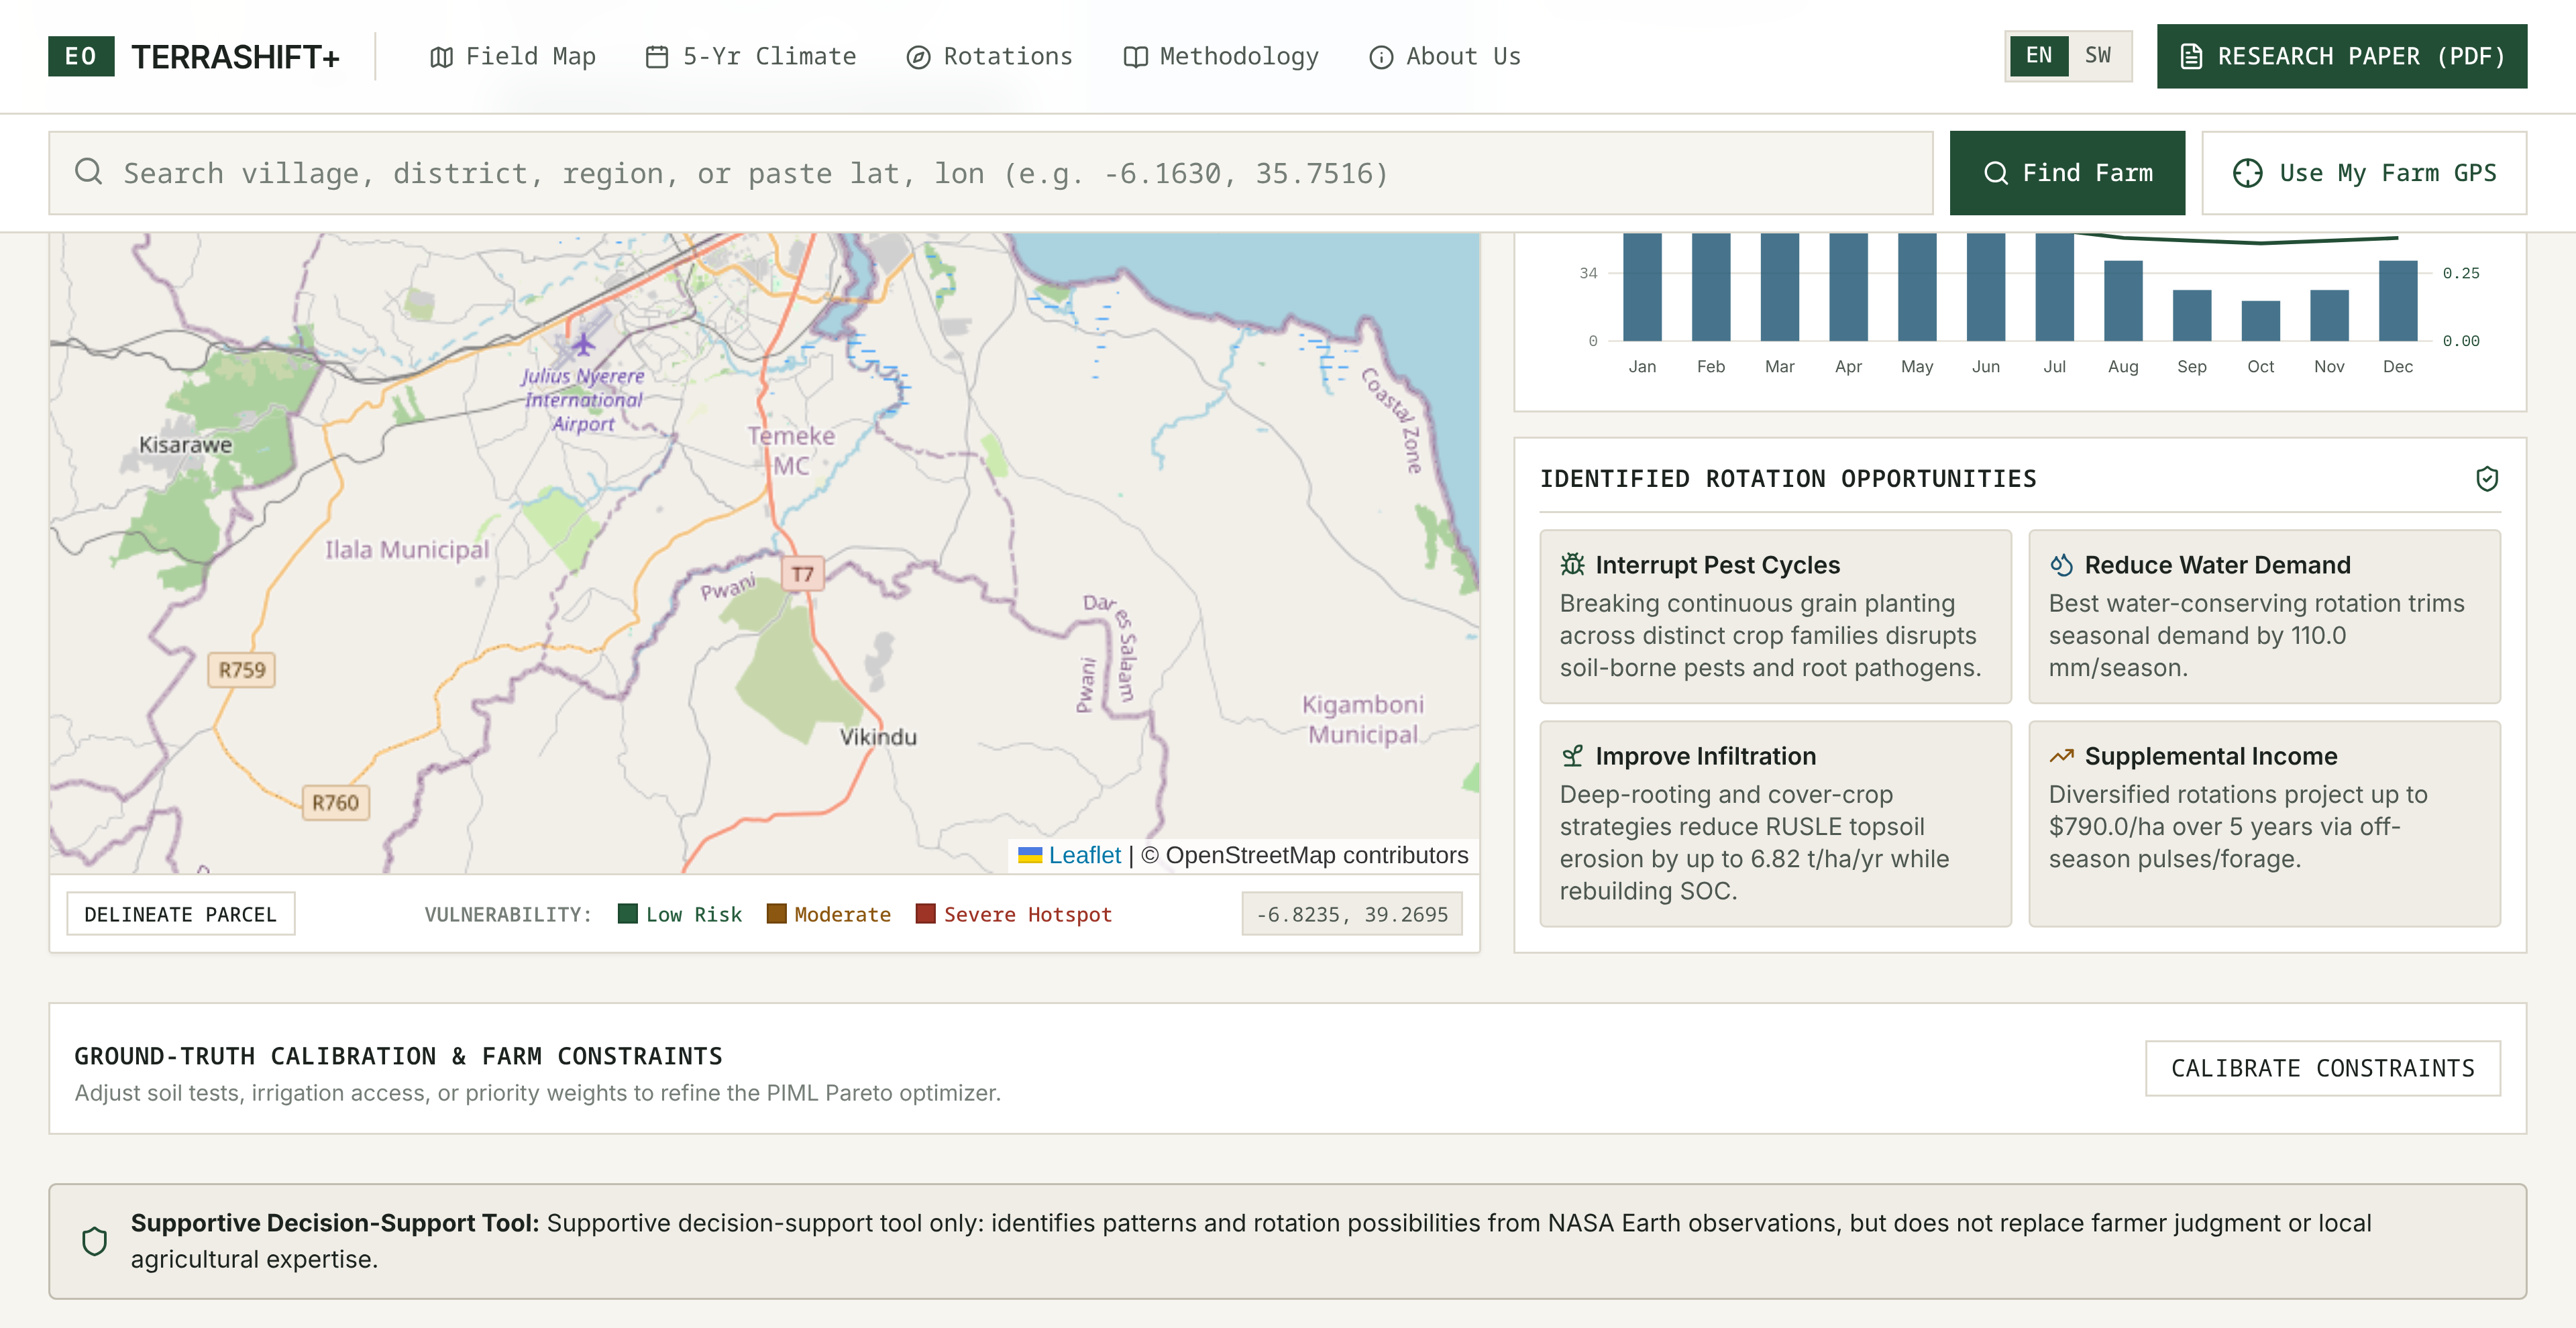 EO TERRASHIFT+ Field Map 5-Yr Climate Rotations Methodology About Us EN SW RESEARCH PAPER (PDF)
Search village, district, region, or paste lat, lon (e.g. -6.1630, 35.7516) Find Farm Use My Farm GPS
Julius Nyerere
International
Airport
Kisarawe
Temeke
MC
Coastal Zone
Ilala Municipal
T7
Pwani
Dar es Salaam
Pwani
R759
Kigamboni
Municipal
Vikindu
R760
Leaflet | © OpenStreetMap contributors
DELINEATE PARCEL VULNERABILITY: Low Risk Moderate Severe Hotspot -6.8235, 39.2695
34 0.25
0 0.00
Jan Feb Mar Apr May Jun Jul Aug Sep Oct Nov Dec
IDENTIFIED ROTATION OPPORTUNITIES
Interrupt Pest Cycles
Breaking continuous grain planting
across distinct crop families disrupts
soil-borne pests and root pathogens.
Reduce Water Demand
Best water-conserving rotation trims
seasonal demand by 110.0
mm/season.
Improve Infiltration
Deep-rooting and cover-crop
strategies reduce RUSLE topsoil
erosion by up to 6.82 t/ha/yr while
rebuilding SOC.
Supplemental Income
Diversified rotations project up to
$790.0/ha over 5 years via off-
season pulses/forage.
GROUND-TRUTH CALIBRATION & FARM CONSTRAINTS
Adjust soil tests, irrigation access, or priority weights to refine the PIML Pareto optimizer.
CALIBRATE CONSTRAINTS
Supportive Decision-Support Tool: Supportive decision-support tool only: identifies patterns and rotation possibilities from NASA Earth observations, but does not replace farmer judgment or local
agricultural expertise.